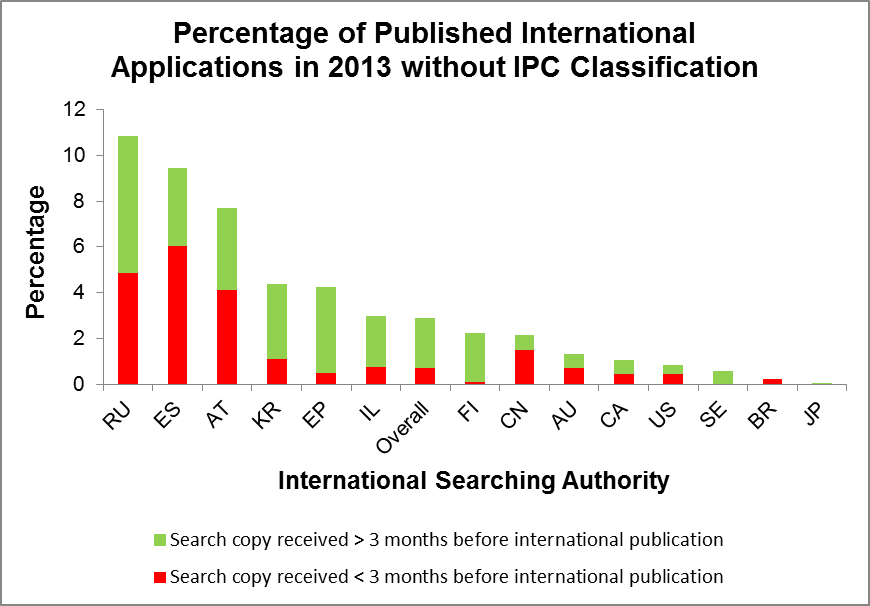 Percentage of Published International
Applications in 2013 without IPC Classification
12
10
8
6
4
2
0
Percentage
RU
ES
AT
KR
EP
IL
Overall
FI
CN
AU
CA
US
SE
BR
JP
International Searching Authority
Search copy received > 3 months before international publication
Search copy received < 3 months before international publication